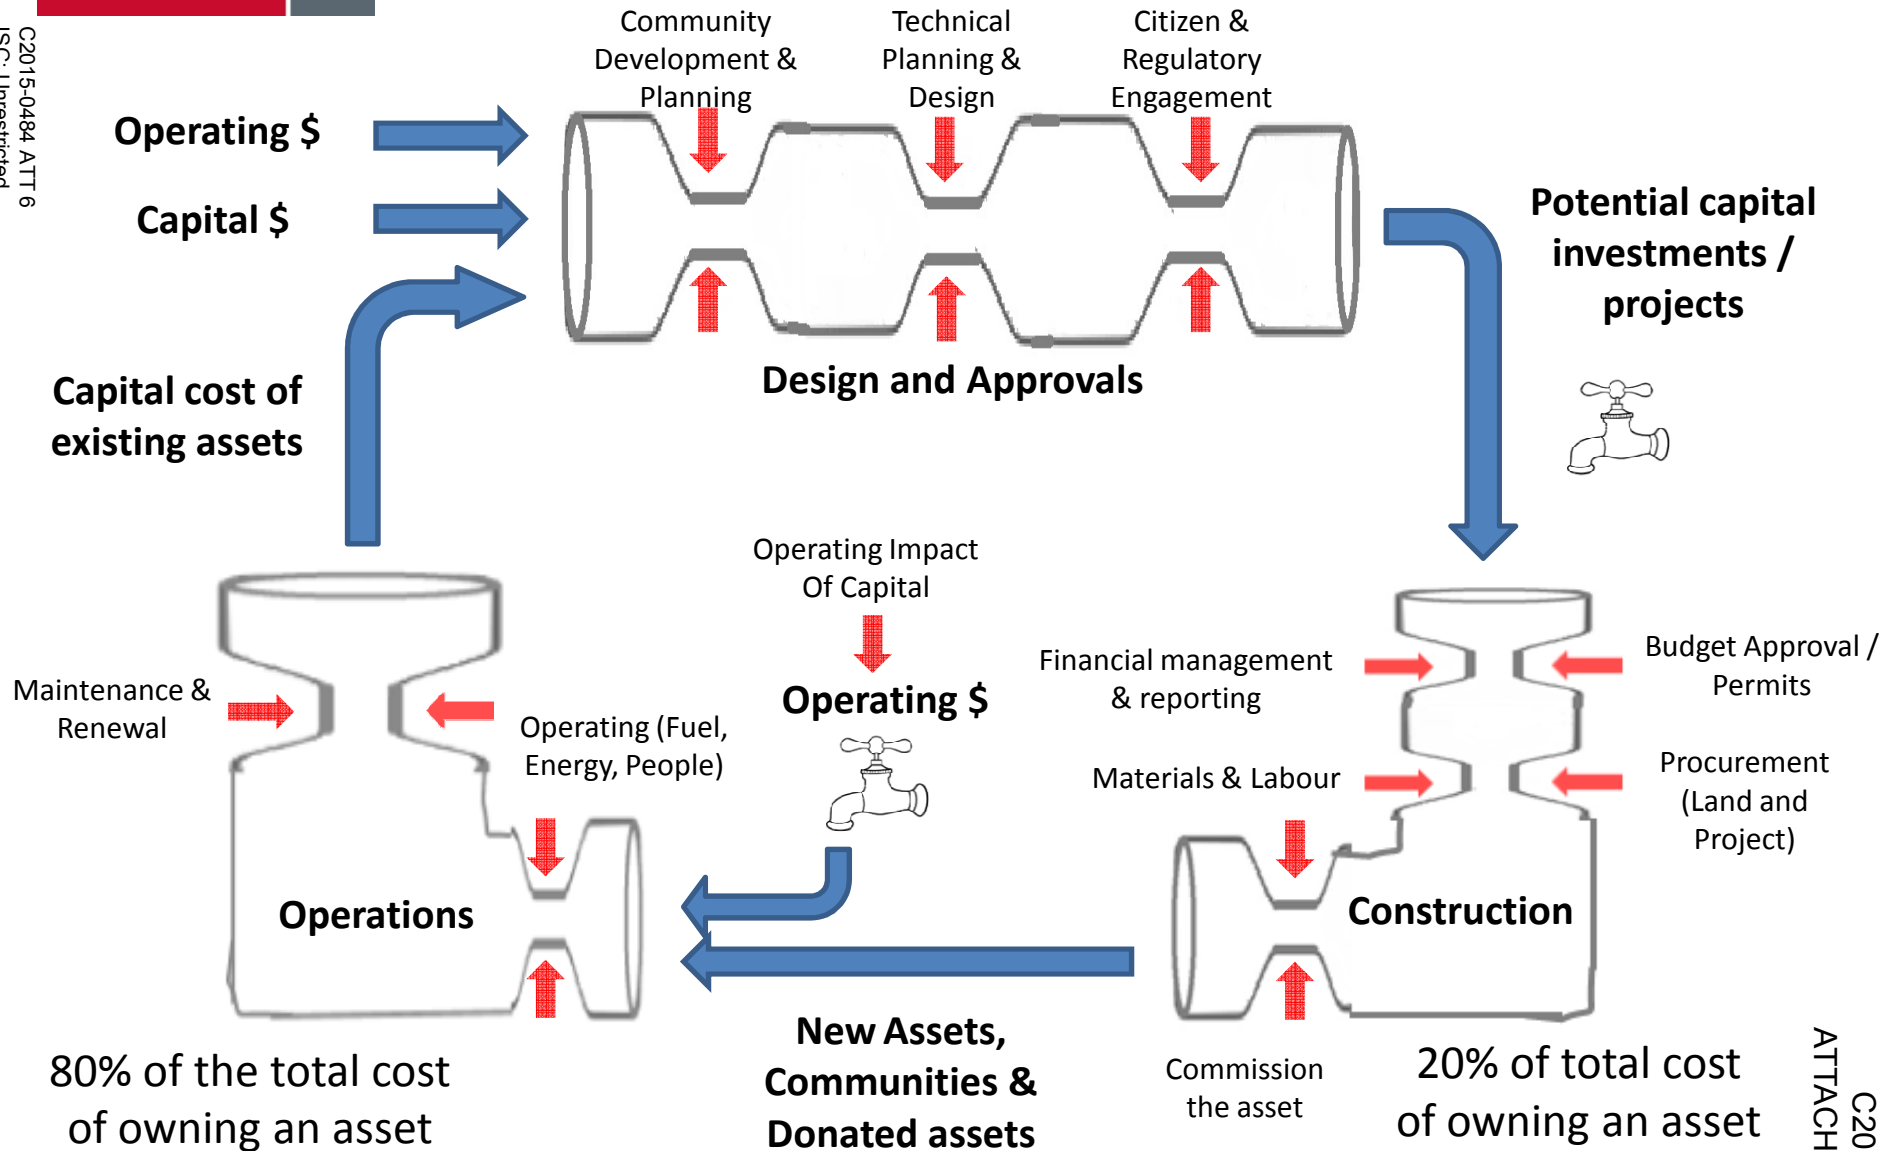 C2015-0484 ATT 6
ISC: Unrestricted
Community
Development &
Planning
Technical
Planning &
Design
Citizen &
Regulatory
Engagement
Operating $
Capital $
Capital cost of
existing assets
Design and Approvals
Potential capital
investments /
projects
Operating Impact
Of Capital
Operating $
Maintenance &
Renewal
Operating (Fuel,
Energy, People)
Financial management
& reporting
Budget Approval /
Permits
Materials & Labour
Procurement
(Land and
Project)
Operations
Construction
New Assets,
Communities &
Donated assets
Commission
the asset
80% of the total cost
of owning an asset
20% of total cost
of owning an asset
C20
ATTACH